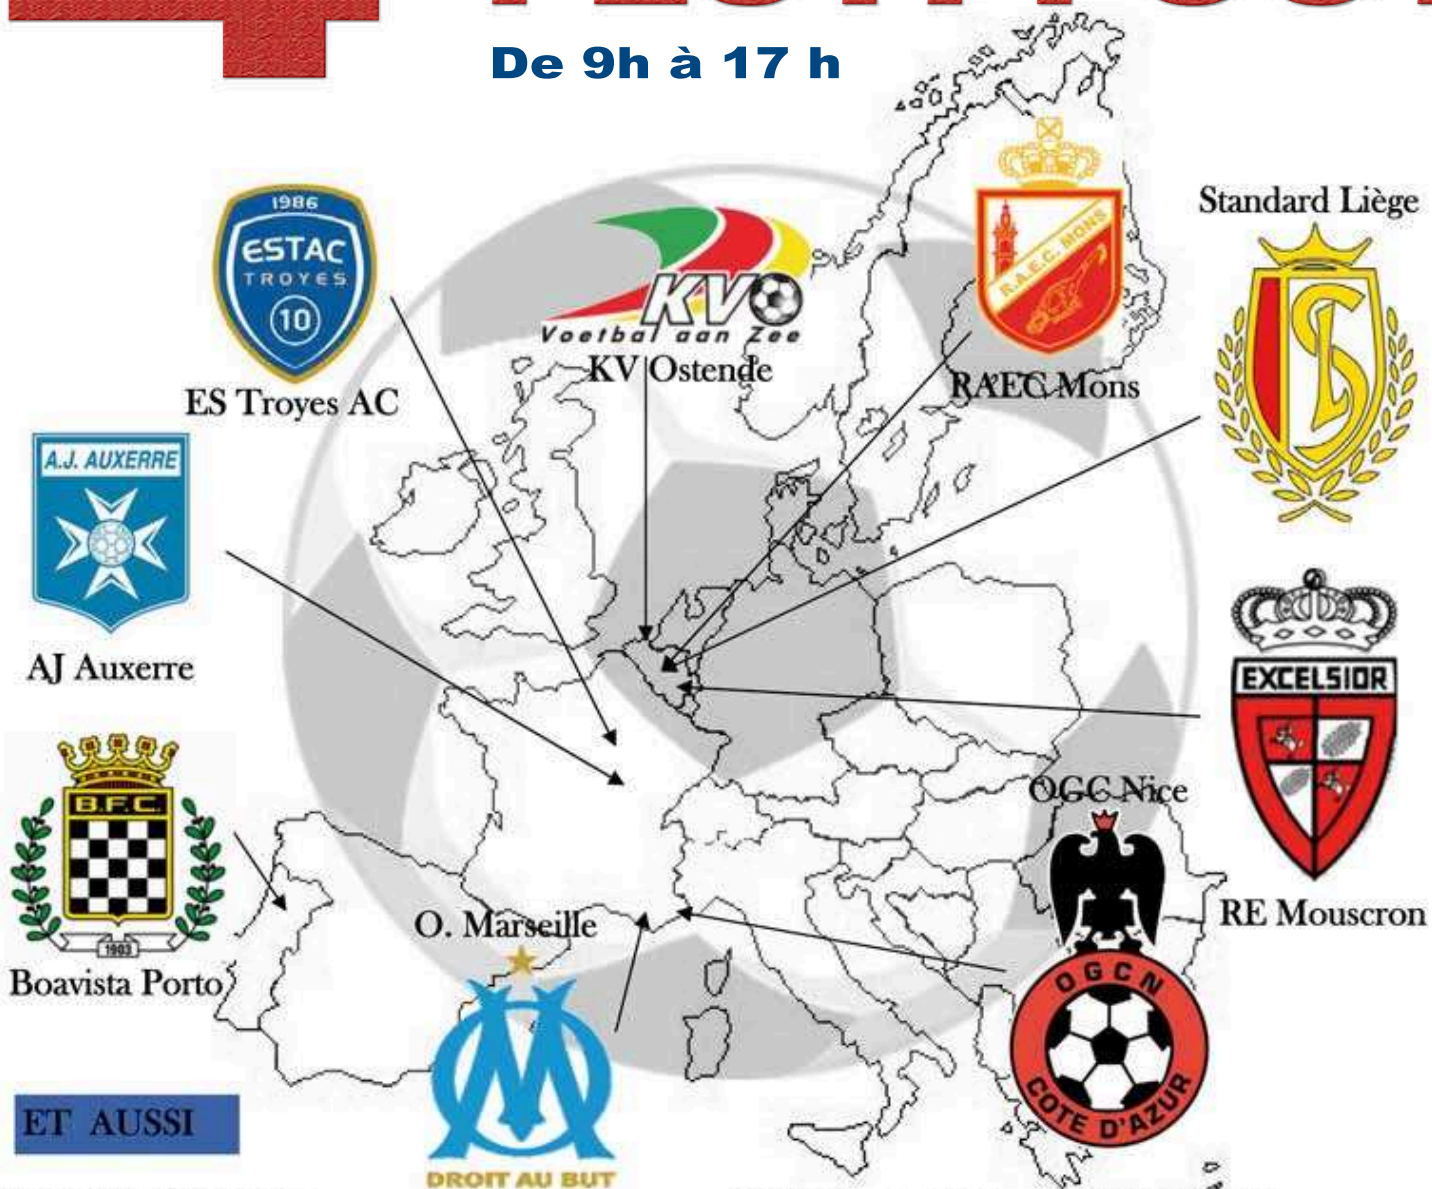 De 9h à 17 h
1986
ESTAC
TROYES
10
ES Troyes AC
KVO
Voetbal aan Zee
KV Ostende
R.A.E.C. MONS
RAEC Mons
Standard Liège
A.J. AUXERRE
AJ Auxerre
EXCELSIOR
RE Mouscron
B.F.C.
1903
Boavista Porto
O. Marseille
DROIT AU BUT
OGC Nice
OGCN
COTE D'AZUR
ET AUSSI